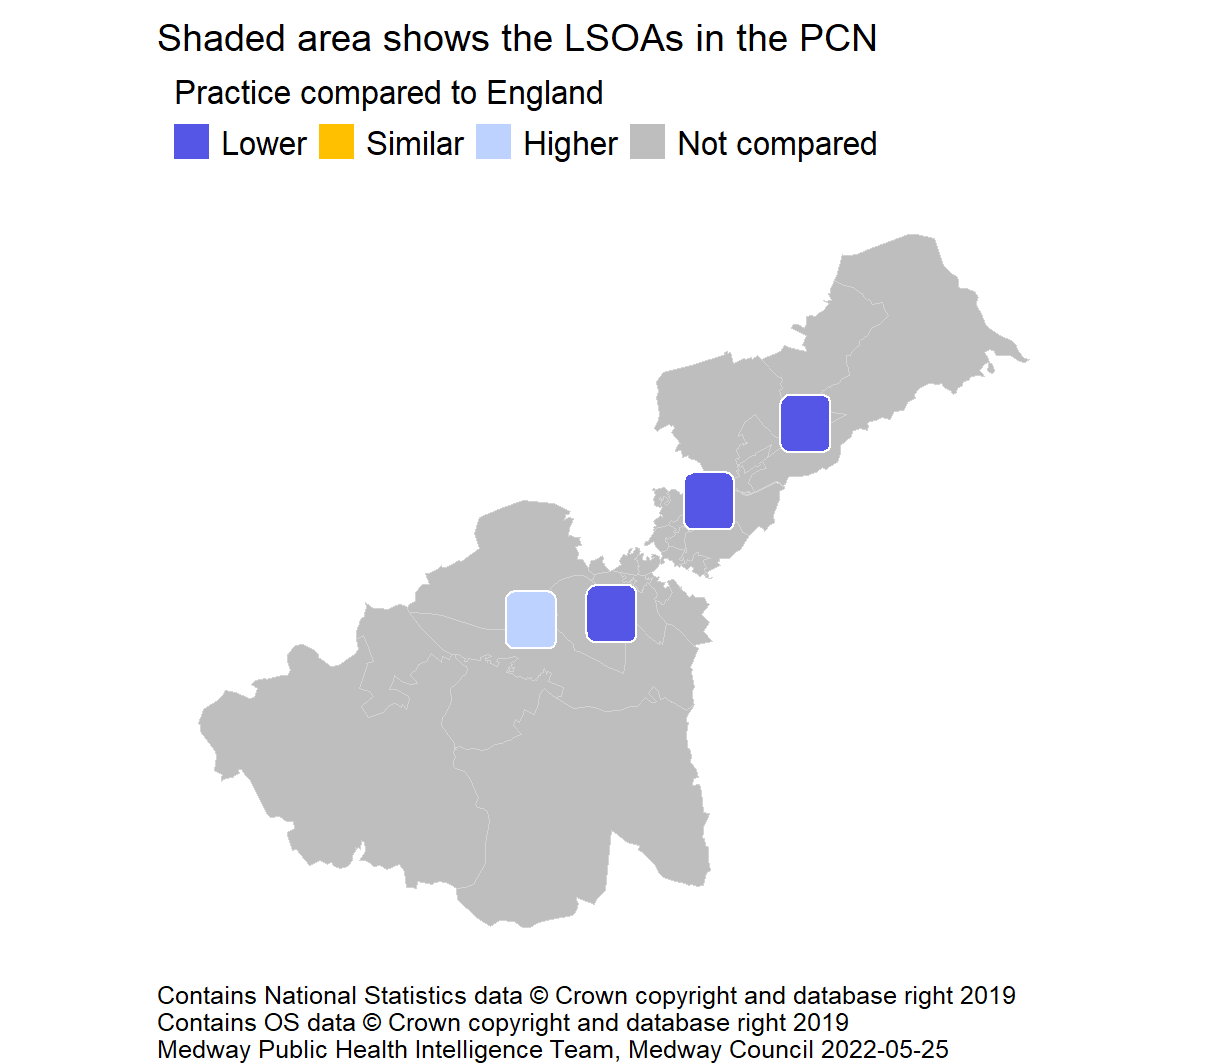 Shaded area shows the LSOAs in the PCN
Practice compared to England
Lower Similar Higher Not compared
Contains National Statistics data © Crown copyright and database right 2019
Contains OS data © Crown copyright and database right 2019
Medway Public Health Intelligence Team, Medway Council 2022-05-25